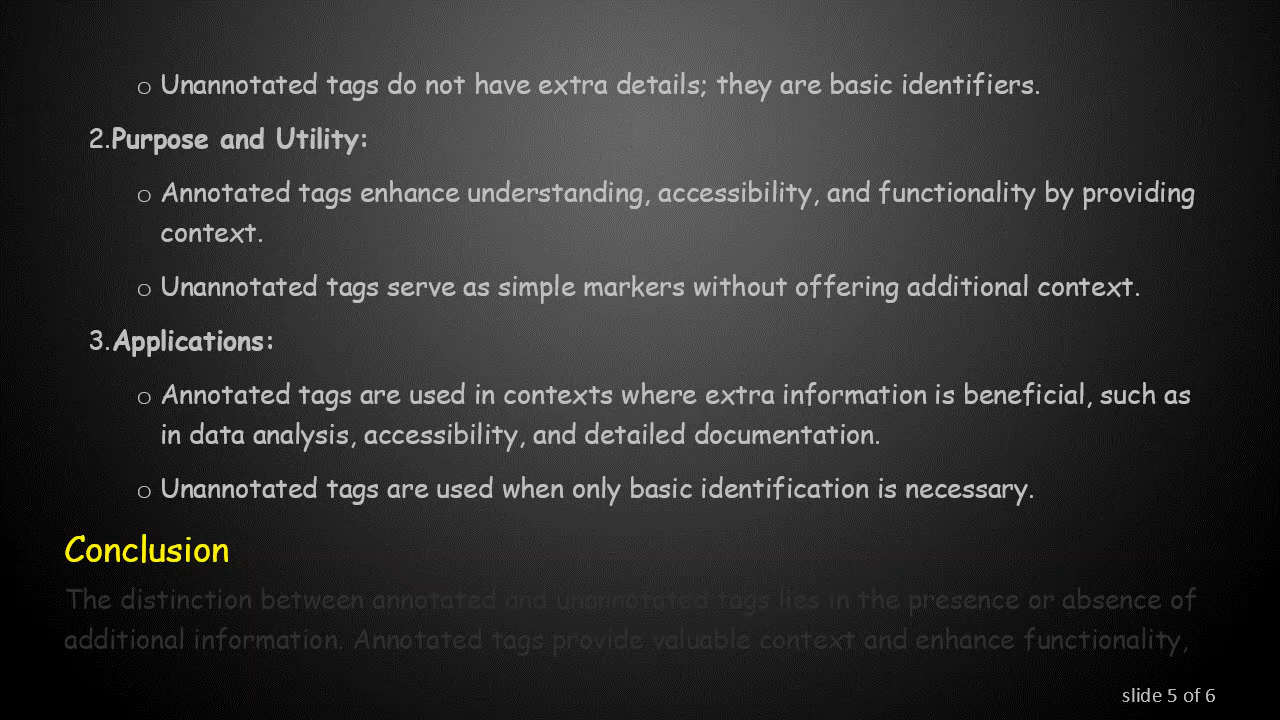 o Unannotated tags do not have extra details; they are basic identifiers.
2.Purpose and Utility:
o Annotated tags enhance understanding, accessibility, and functionality by providing
context.
o Unannotated tags serve as simple markers without offering additional context.
3.Applications:
o Annotated tags are used in contexts where extra information is beneficial, such as
in data analysis, accessibility, and detailed documentation.
o Unannotated tags are used when only basic identification is necessary.
Conclusion
The distinction between annotated and unannotated tags lies in the presence or absence of
additional information. Annotated tags provide valuable context and enhance functionality,
slide 5 of 6